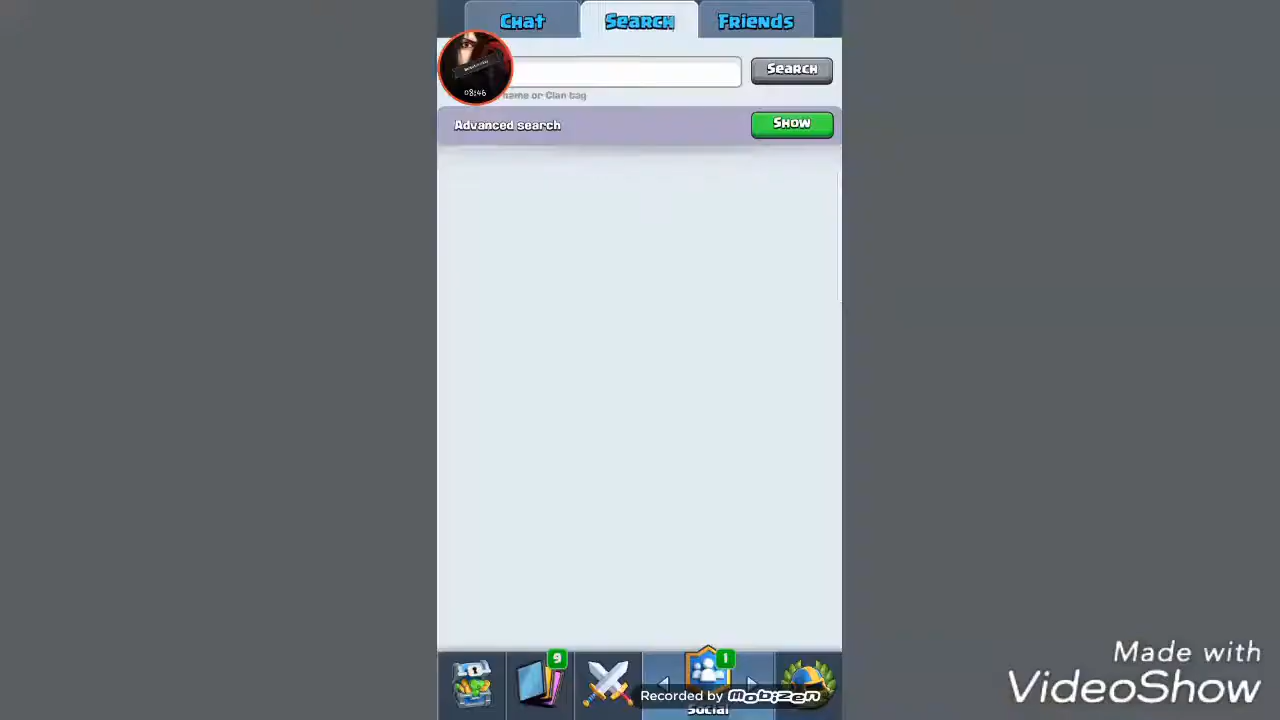 Chat
Search
Friends
Search
08:46
name or Clan tag
Advanced search
Show
9
1
Social
Recorded by mobizen
Made with
VideoShow